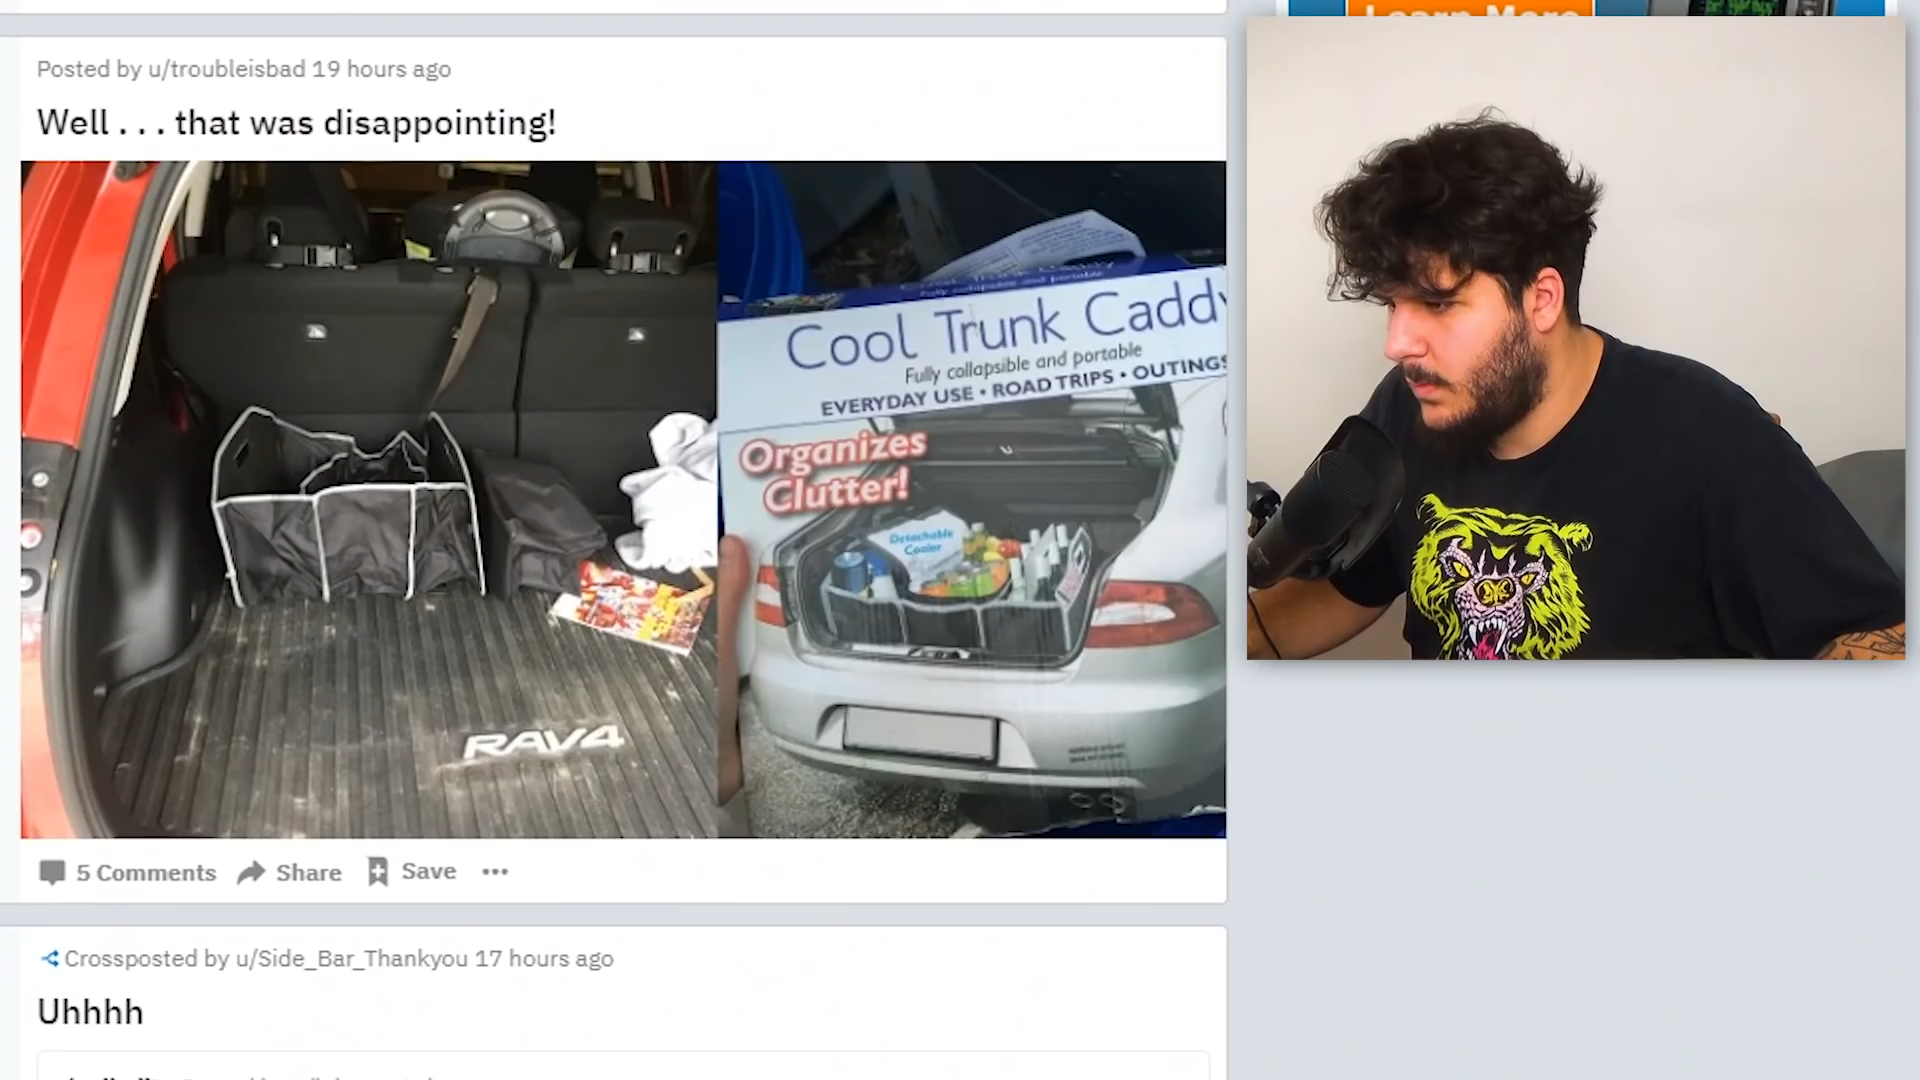 Learn More
Posted by u/troubleisbad 19 hours ago
Well . . . that was disappointing!
Cool Trunk Caddy
Fully collapsible and portable
EVERYDAY USE • ROAD TRIPS • OUTINGS
Organizes
Clutter!
Detachable
Cooler
RAV4
5 Comments
Share
Save
Crossposted by u/Side_Bar_Thankyou 17 hours ago
Uhhhh